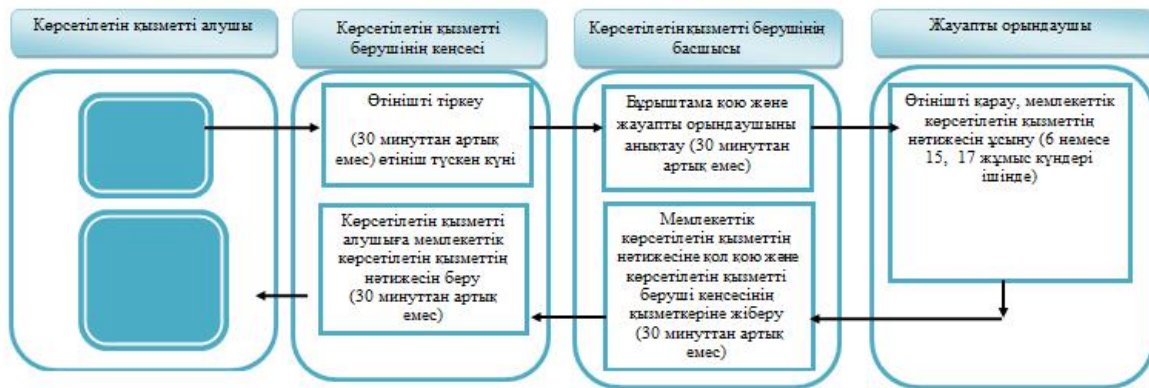 Көрсетілетін қызметті алушы
Көрсетілетін қызметті
берушінің кеңсесі
Көрсетілетін қызметті берушінің
басшысы
Жауапты орындаушы
Өтінішті тіркеу
(30 минуттан артық
емес) өтініш түскен күні
Бұрыштама қою және
жауапты орындаушыны
анықтау (30 минуттан
артық емес)
Өтінішті қарау, мемлекеттік
көрсетілетін қызметтің
нәтижесін ұсыну (6 немесе
15, 17 жұмыс күндері
ішінде)
Көрсетілетін қызметті
алушыға мемлекеттік
көрсетілетін қызметтің
нәтижесін беру
(30 минуттан артық
емес)
Мемлекеттік
көрсетілетін қызметтің
нәтижесіне қол қою және
көрсетілетін қызметті
беруші кеңсесінің
қызметкеріне жіберу
(30 минуттан артық
емес)